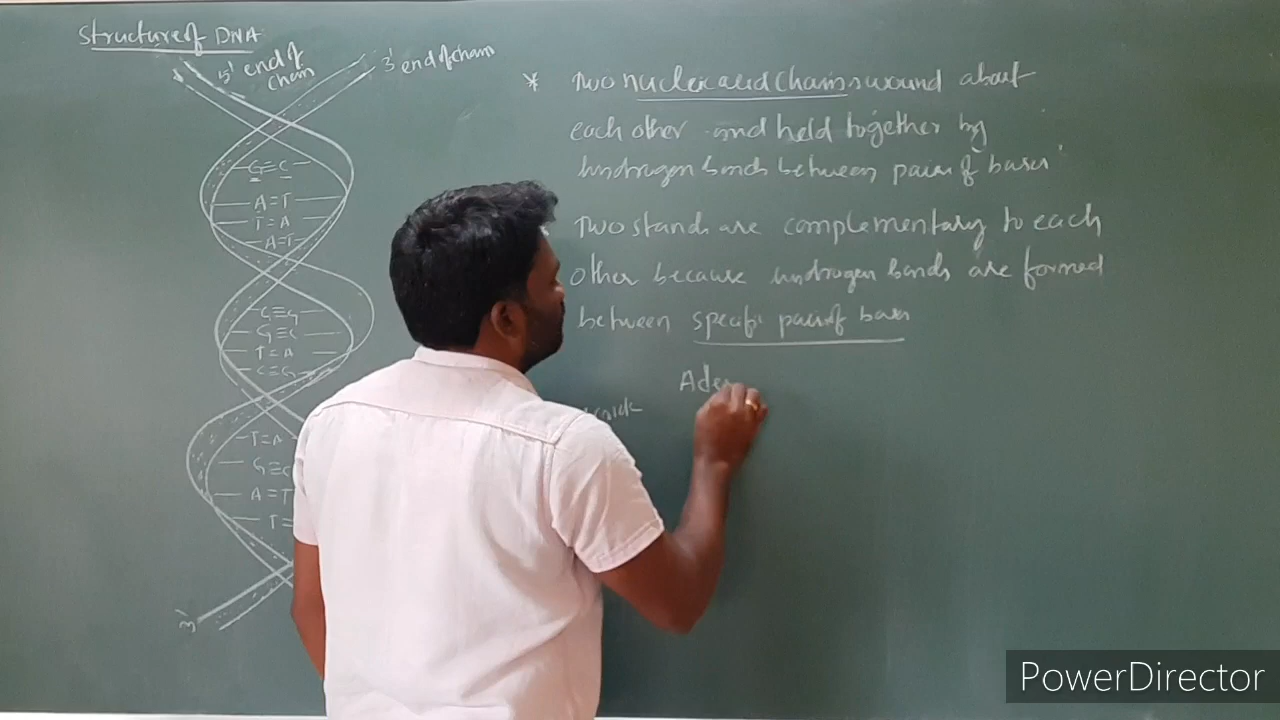 Structure of DNA
5' end of
chain
3' end of chain
* Two nucleic acid chains wound about
each other and held together by
hydrogen bonds between pair of bases
Two stand are complementary to each
other because hydrogen bonds are formed
between specific pair of bases
Ade
G≡C
A=T
T=A
A=T
C≡G
G≡C
T=A
C≡G
T=A
G≡C
A=T
T=
3'
PowerDirector